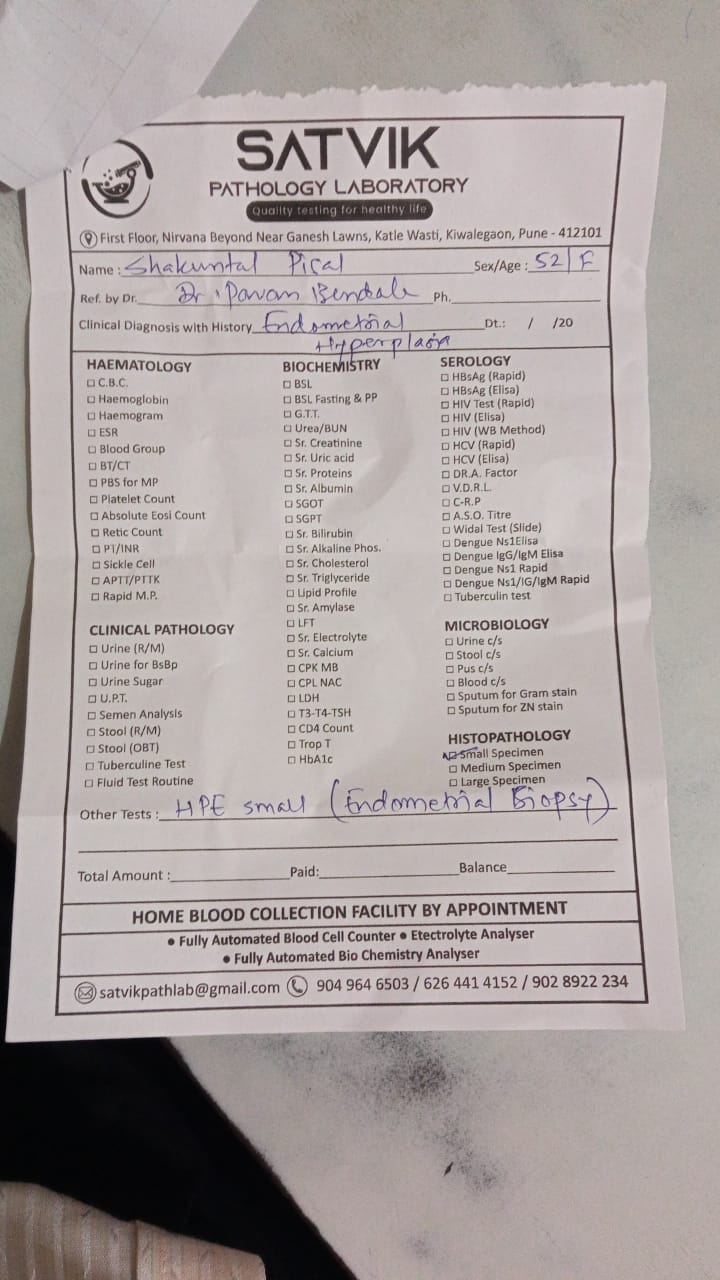 SATVIK
PATHOLOGY LABORATORY
Quality testing for healthy life
First Floor, Nirvana Beyond Near Ganesh Lawns, Katle Wasti, Kiwalegaon, Pune - 412101
Name : Shakuntal Pical Sex/Age : 52/F
Ref. by Dr. Dr. Pavan Bendale Ph.
Clinical Diagnosis with History Endometrial Dt.: / /20
Hyperplasia
HAEMATOLOGY
C.B.C.
Haemoglobin
Haemogram
ESR
Blood Group
BT/CT
PBS for MP
Platelet Count
Absolute Eosi Count
Retic Count
PT/INR
Sickle Cell
APTT/PTTK
Rapid M.P.
CLINICAL PATHOLOGY
Urine (R/M)
Urine for BsBp
Urine Sugar
U.P.T.
Semen Analysis
Stool (R/M)
Stool (OBT)
Tuberculine Test
Fluid Test Routine
BIOCHEMISTRY
BSL
BSL Fasting & PP
G.T.T.
Urea/BUN
Sr. Creatinine
Sr. Uric acid
Sr. Proteins
Sr. Albumin
SGOT
SGPT
Sr. Bilirubin
Sr. Alkaline Phos.
Sr. Cholesterol
Sr. Triglyceride
Lipid Profile
Sr. Amylase
LFT
Sr. Electrolyte
Sr. Calcium
CPK MB
CPL NAC
LDH
T3-T4-TSH
CD4 Count
Trop T
HbA1c
SEROLOGY
HBsAg (Rapid)
HBsAg (Elisa)
HIV Test (Rapid)
HIV (Elisa)
HIV (WB Method)
HCV (Rapid)
HCV (Elisa)
DR.A. Factor
V.D.R.L.
C-R.P
A.S.O. Titre
Widal Test (Slide)
Dengue Ns1Elisa
Dengue IgG/IgM Elisa
Dengue Ns1 Rapid
Dengue Ns1/IG/IgM Rapid
Tuberculin test
MICROBIOLOGY
Urine c/s
Stool c/s
Pus c/s
Blood c/s
Sputum for Gram stain
Sputum for ZN stain
HISTOPATHOLOGY
Small Specimen
Medium Specimen
Large Specimen
Other Tests : HPE small (Endometrial Biopsy)
Total Amount : Paid: Balance
HOME BLOOD COLLECTION FACILITY BY APPOINTMENT
• Fully Automated Blood Cell Counter • Etectrolyte Analyser
• Fully Automated Bio Chemistry Analyser
satvikpathlab@gmail.com 904 964 6503 / 626 441 4152 / 902 8922 234